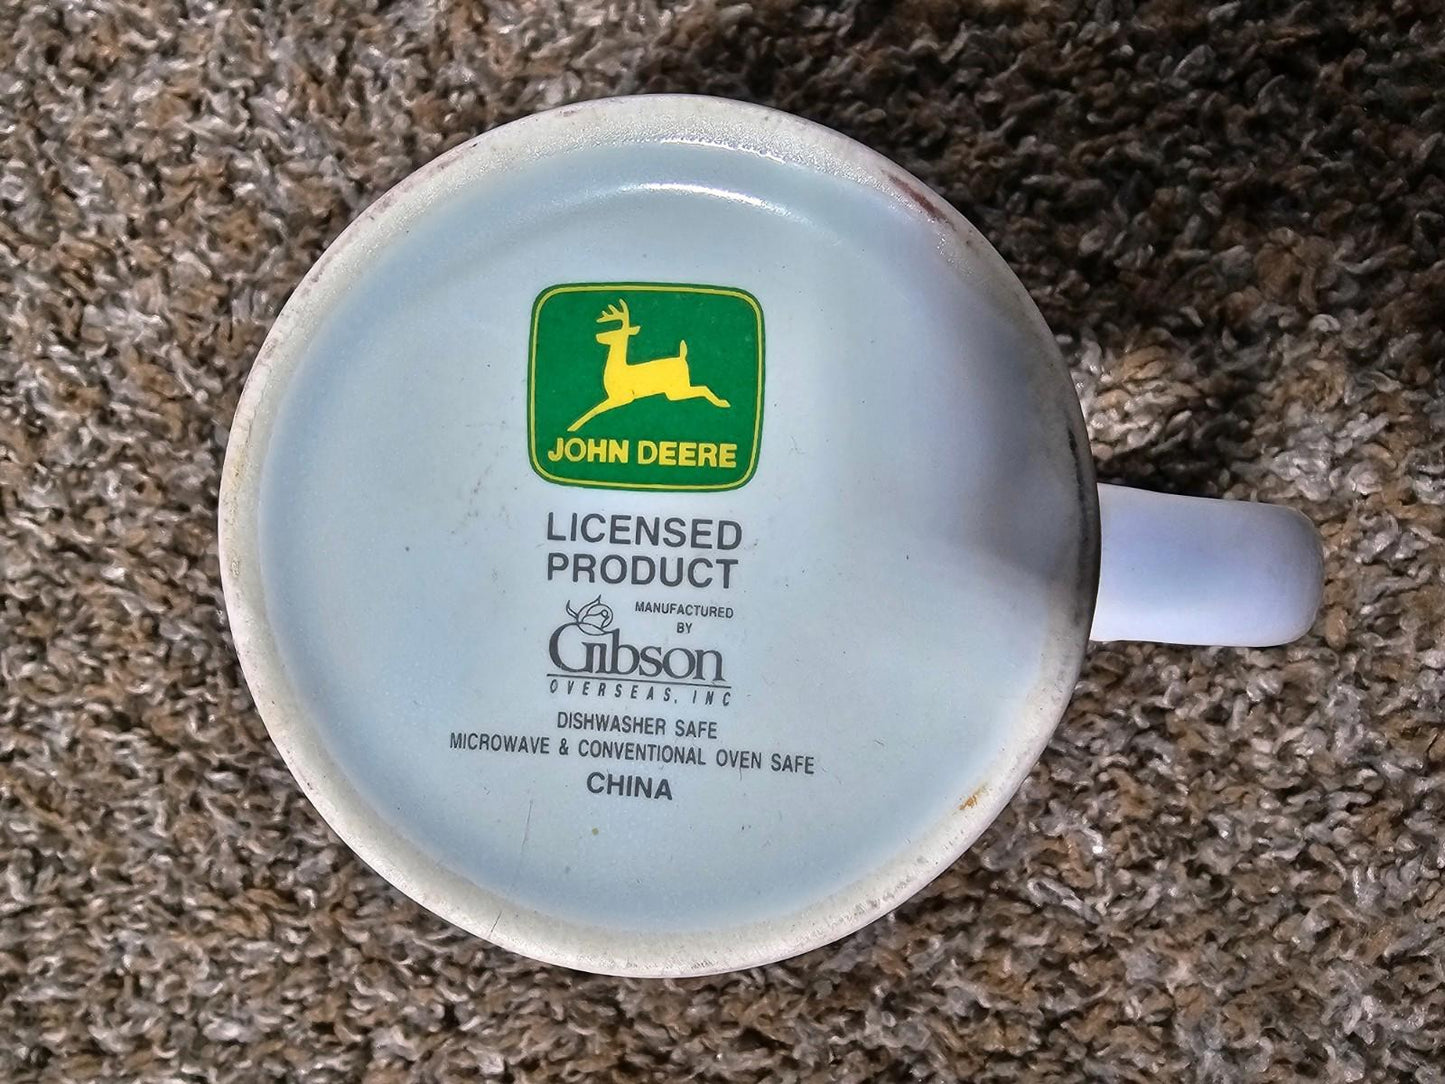 JOHN DEERE
LICENSED
PRODUCT
MANUFACTURED
BY
Gibson
OVERSEAS, INC
DISHWASHER SAFE
MICROWAVE & CONVENTIONAL OVEN SAFE
CHINA